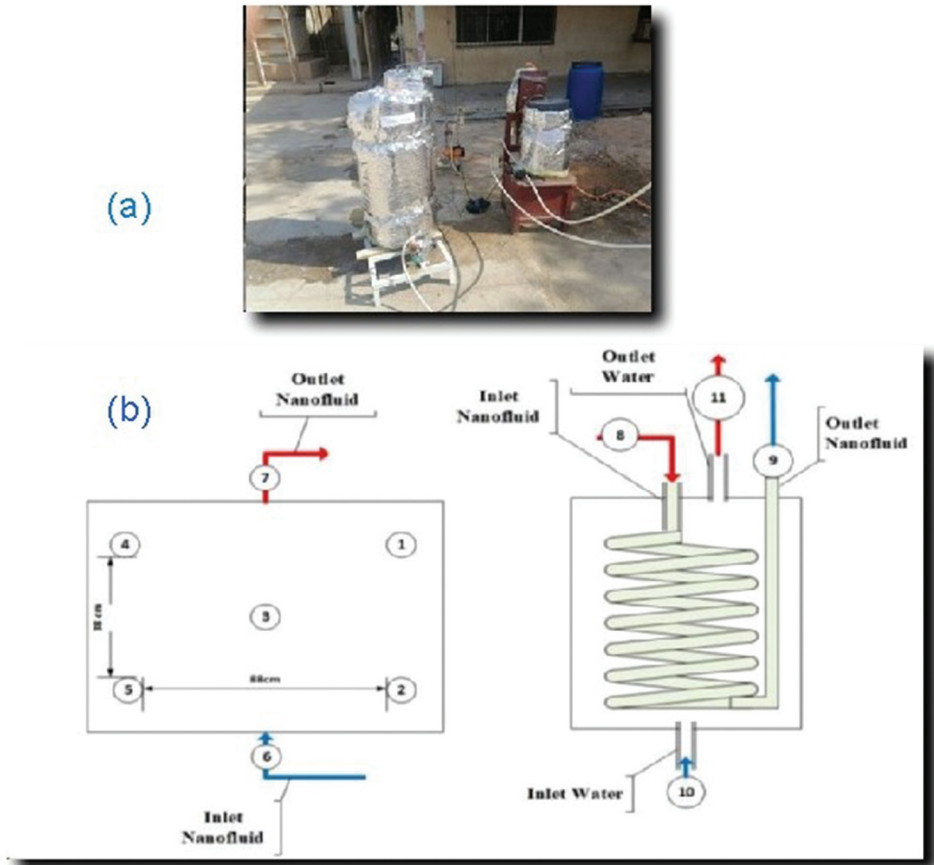 (a)
(b)
Outlet
Nanofluid
7
4
1
3
88cm
5
2
6
Inlet
Nanofluid
Outlet
Water
Inlet
Nanofluid
11
8
Outlet
Nanofluid
9
Inlet Water
10